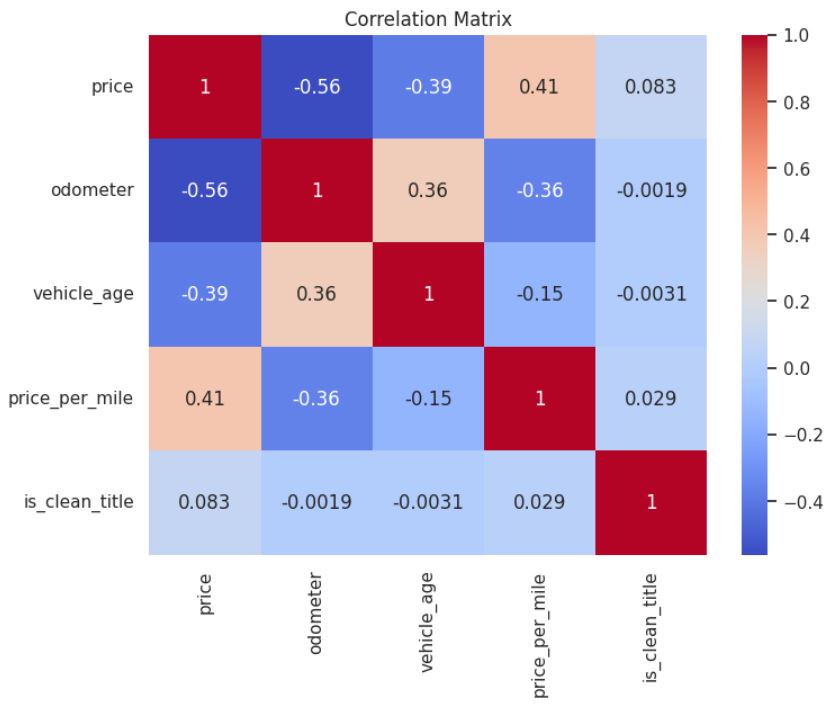 Correlation Matrix
price 1 -0.56 -0.39 0.41 0.083
odometer -0.56 1 0.36 -0.36 -0.0019
vehicle_age -0.39 0.36 1 -0.15 -0.0031
price_per_mile 0.41 -0.36 -0.15 1 0.029
is_clean_title 0.083 -0.0019 -0.0031 0.029 1
price odometer vehicle_age price_per_mile is_clean_title
1.0
0.8
0.6
0.4
0.2
0.0
−0.2
−0.4